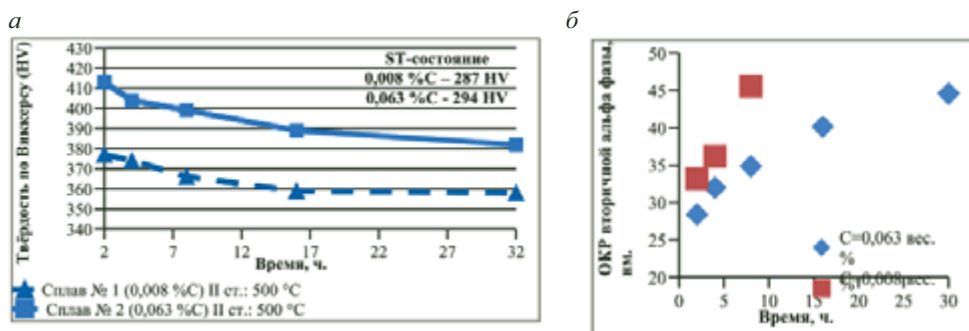 а
б
Твёрдость по Виккерсу (HV)
430
420
410
400
390
380
370
360
350
340
ST-состояние
0,008 %C – 287 HV
0,063 %C - 294 HV
2
7
12
17
22
27
32
Время, ч.
Сплав № 1 (0,008 %C) II ст.: 500 °C
Сплав № 2 (0,063 %C) II ст.: 500 °C
ОКР вторичной альфа фазы,
нм.
50
45
40
35
30
25
20
C=0,063 вес.
%
C=0,008 вес.
0
5
10
15
20
25
30
Время, ч.